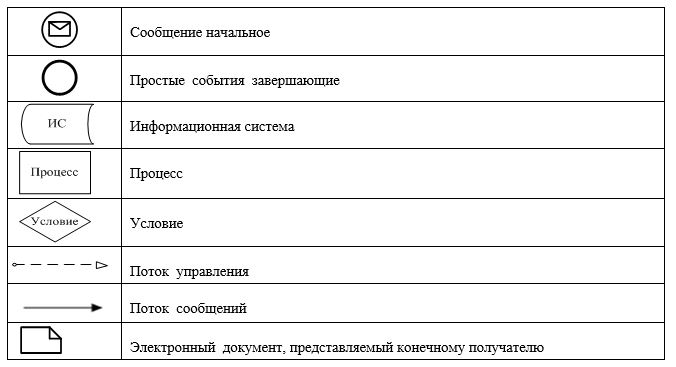 Сообщение начальное
Простые события завершающие
ИС
Информационная система
Процесс
Процесс
Условие
Условие
Поток управления
Поток сообщений
Электронный документ, представляемый конечному получателю